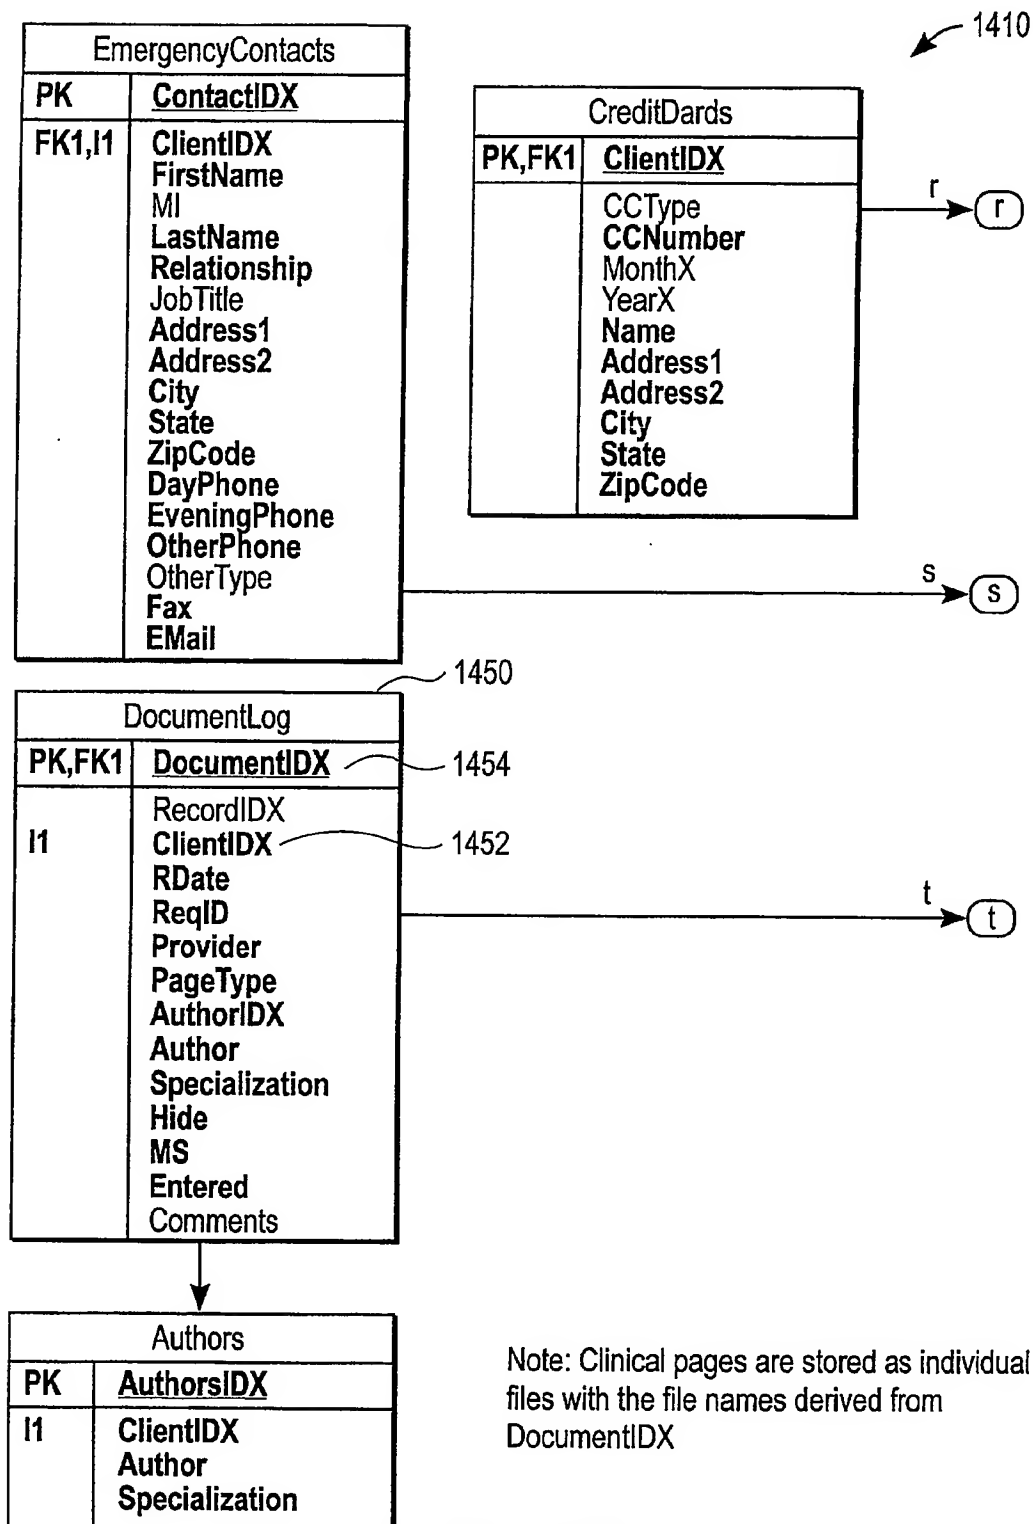 1410
EmergencyContacts
PK ContactIDX
FK1,I1 ClientIDX
FirstName
MI
LastName
Relationship
JobTitle
Address1
Address2
City
State
ZipCode
DayPhone
EveningPhone
OtherPhone
OtherType
Fax
EMail
CreditDards
PK,FK1 ClientIDX
CCType
CCNumber
MonthX
YearX
Name
Address1
Address2
City
State
ZipCode
r r
s s
1450
DocumentLog
PK,FK1 DocumentIDX 1454
RecordIDX
I1 ClientIDX 1452
RDate
ReqID
Provider
PageType
AuthorIDX
Author
Specialization
Hide
MS
Entered
Comments
t t
Authors
PK AuthorsIDX
I1 ClientIDX
Author
Specialization
Note: Clinical pages are stored as individual
files with the file names derived from
DocumentIDX